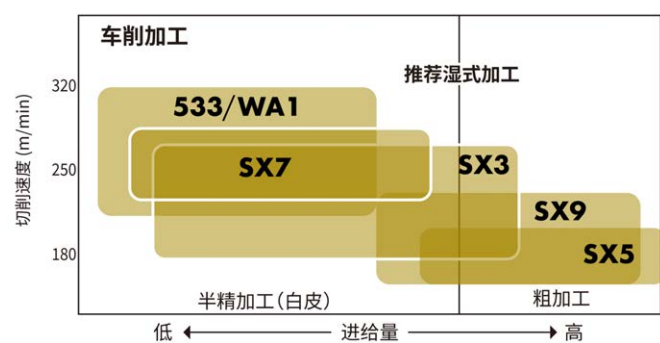 车削加工
推荐湿式加工
切削速度 (m/min)
320
250
180
533/WA1
SX7
SX3
SX9
SX5
半精加工（白皮）
粗加工
低 进给量 高